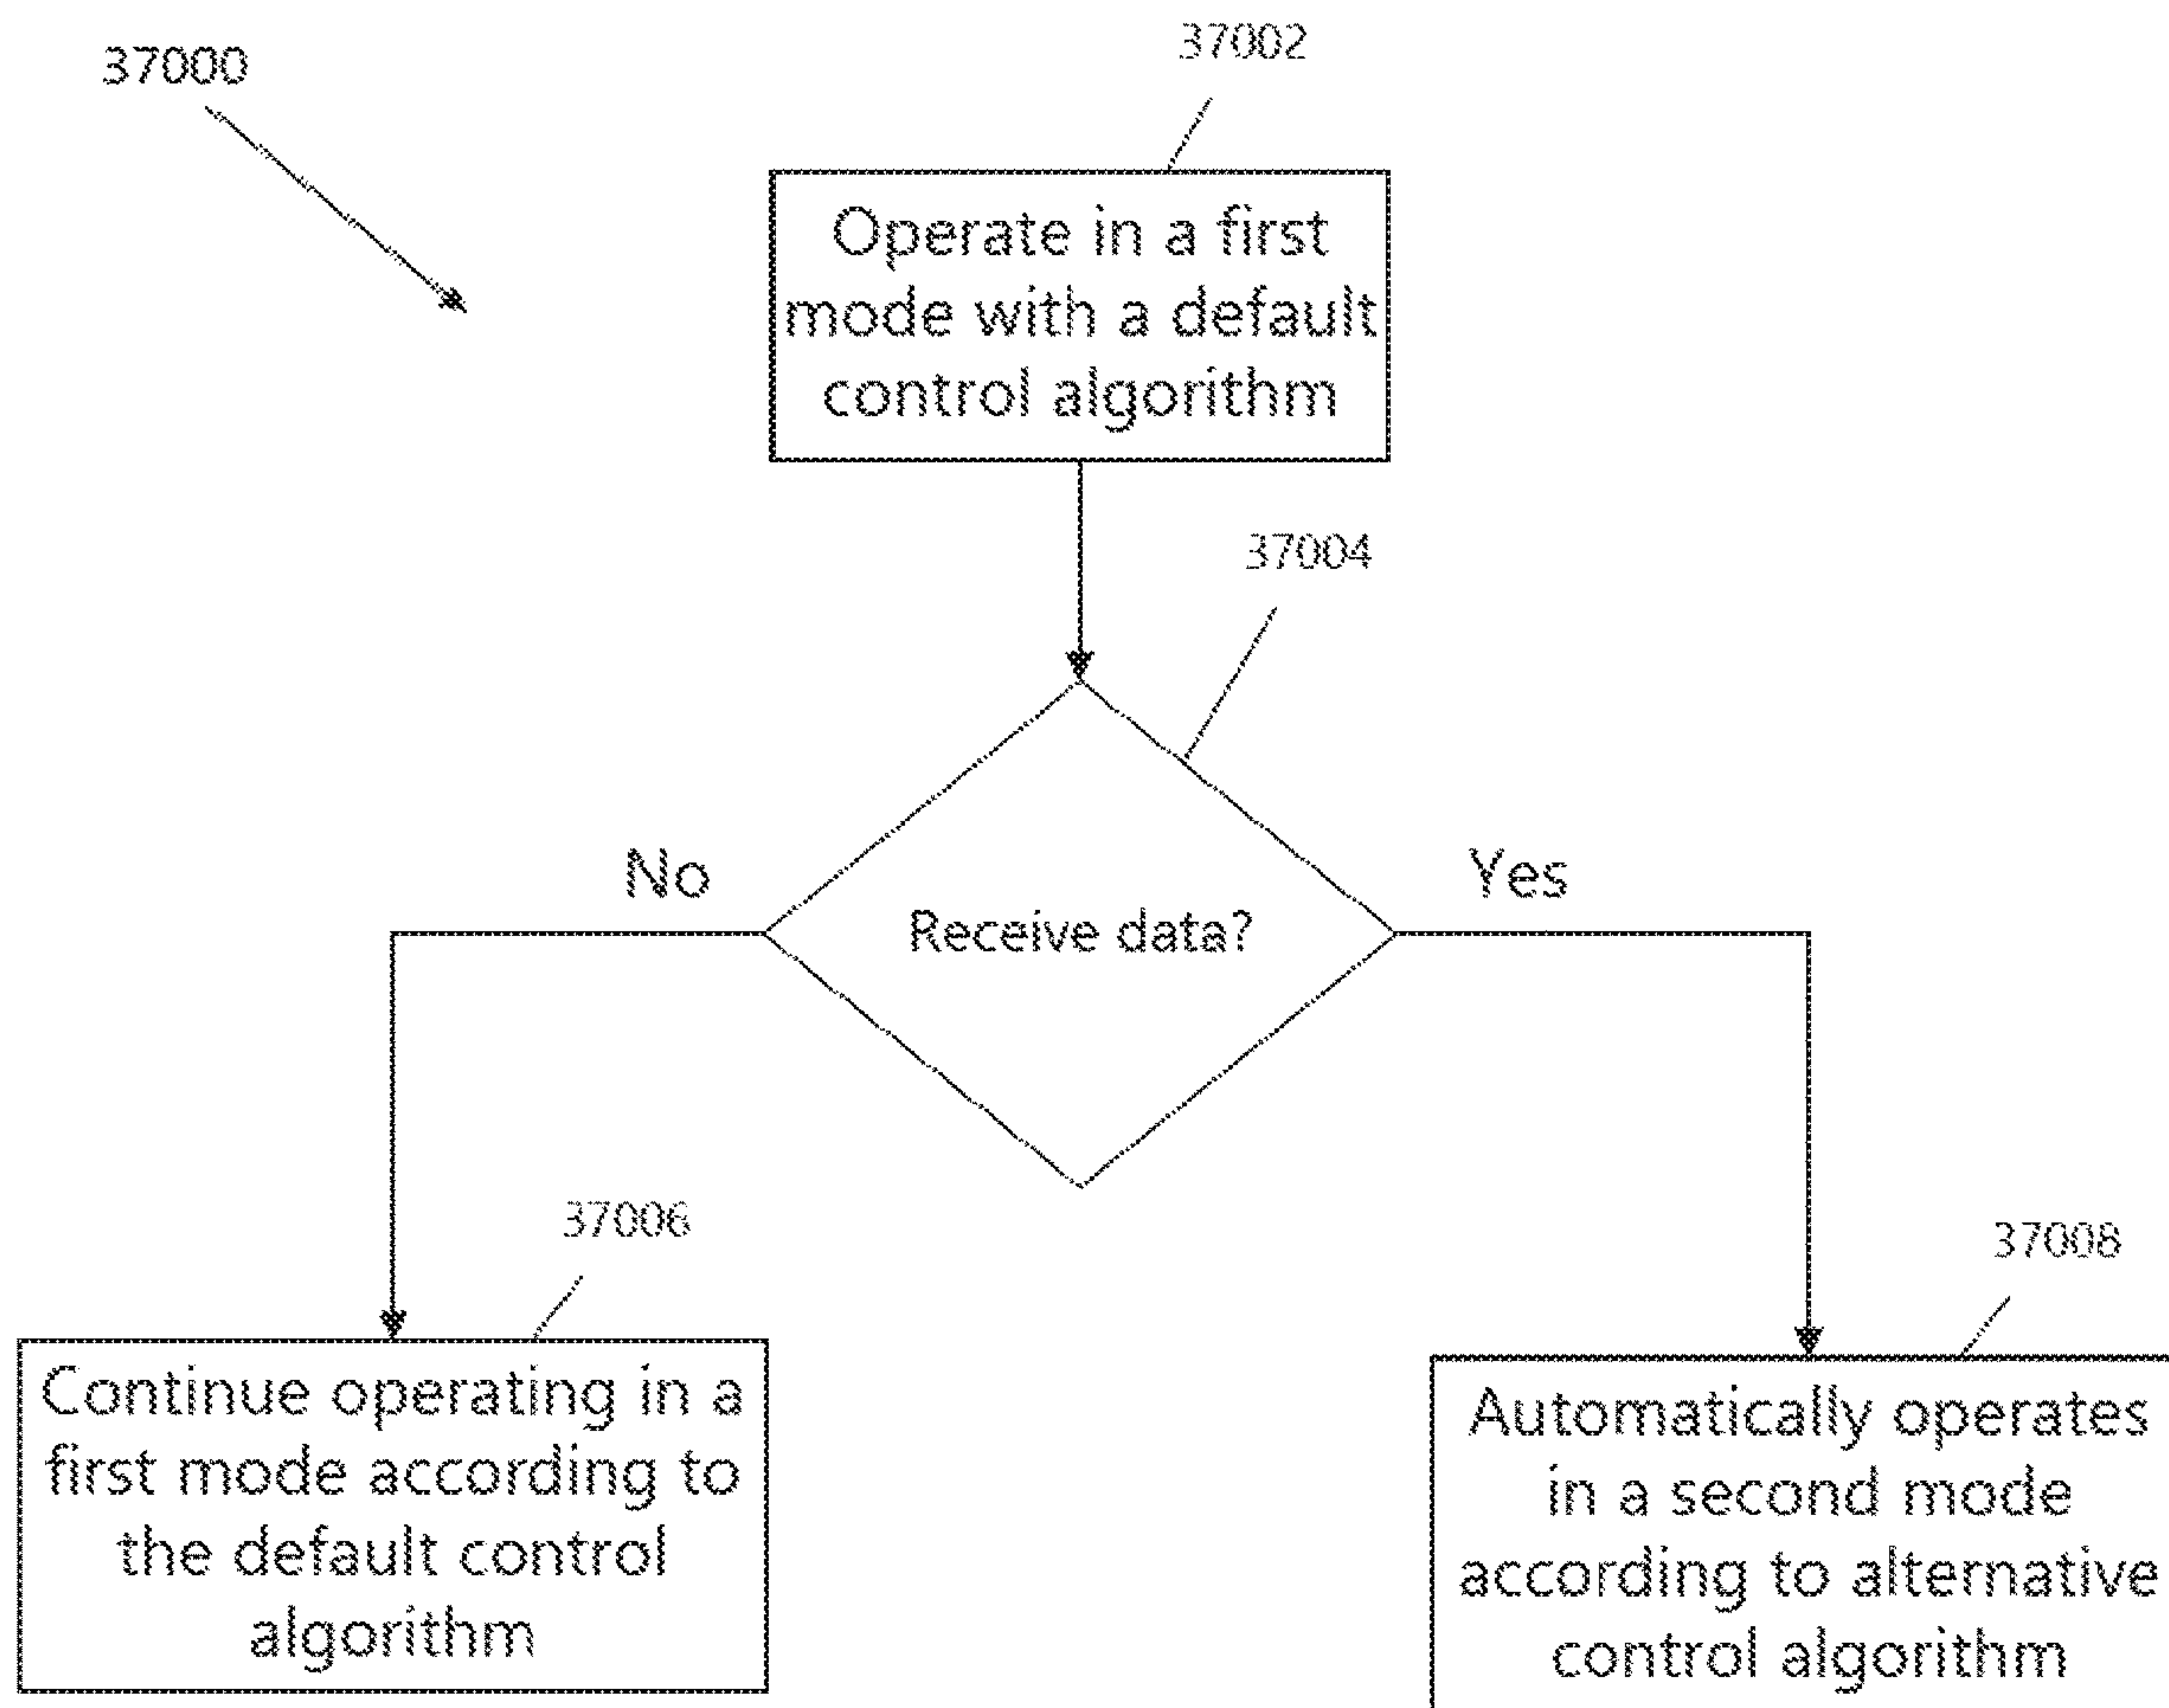 37000
37002
Operate in a first
mode with a default
control algorithm
37004
No
Yes
Receive data?
37006
37008
Continue operating in a
first mode according to
the default control
algorithm
Automatically operates
in a second mode
according to alternative
control algorithm